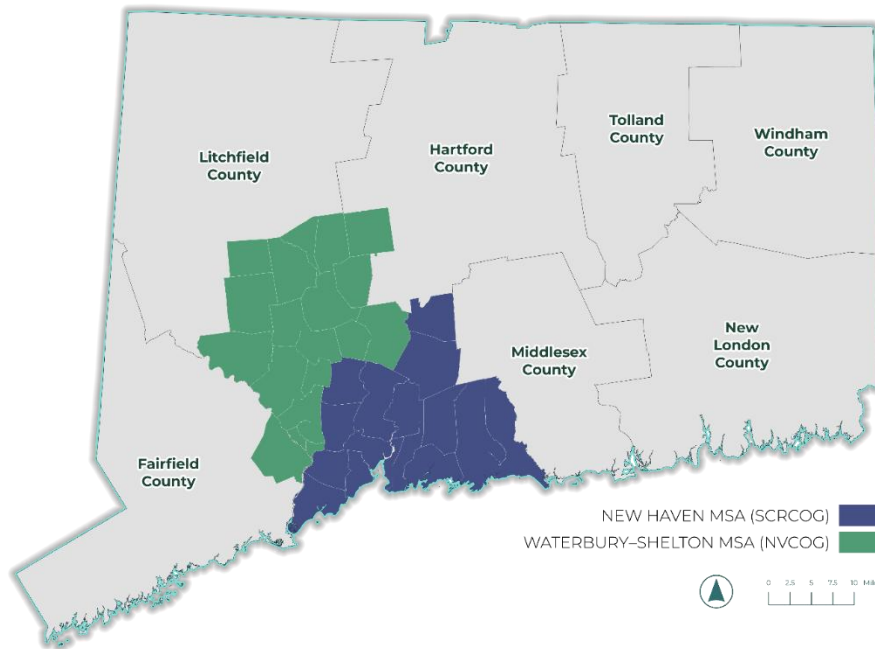 Litchfield
County
Hartford
County
Tolland
County
Windham
County
Middlesex
County
New
London
County
Fairfield
County
NEW HAVEN MSA (SCRCOG)
WATERBURY–SHELTON MSA (NVCOG)
0 2.5 5 7.5 10